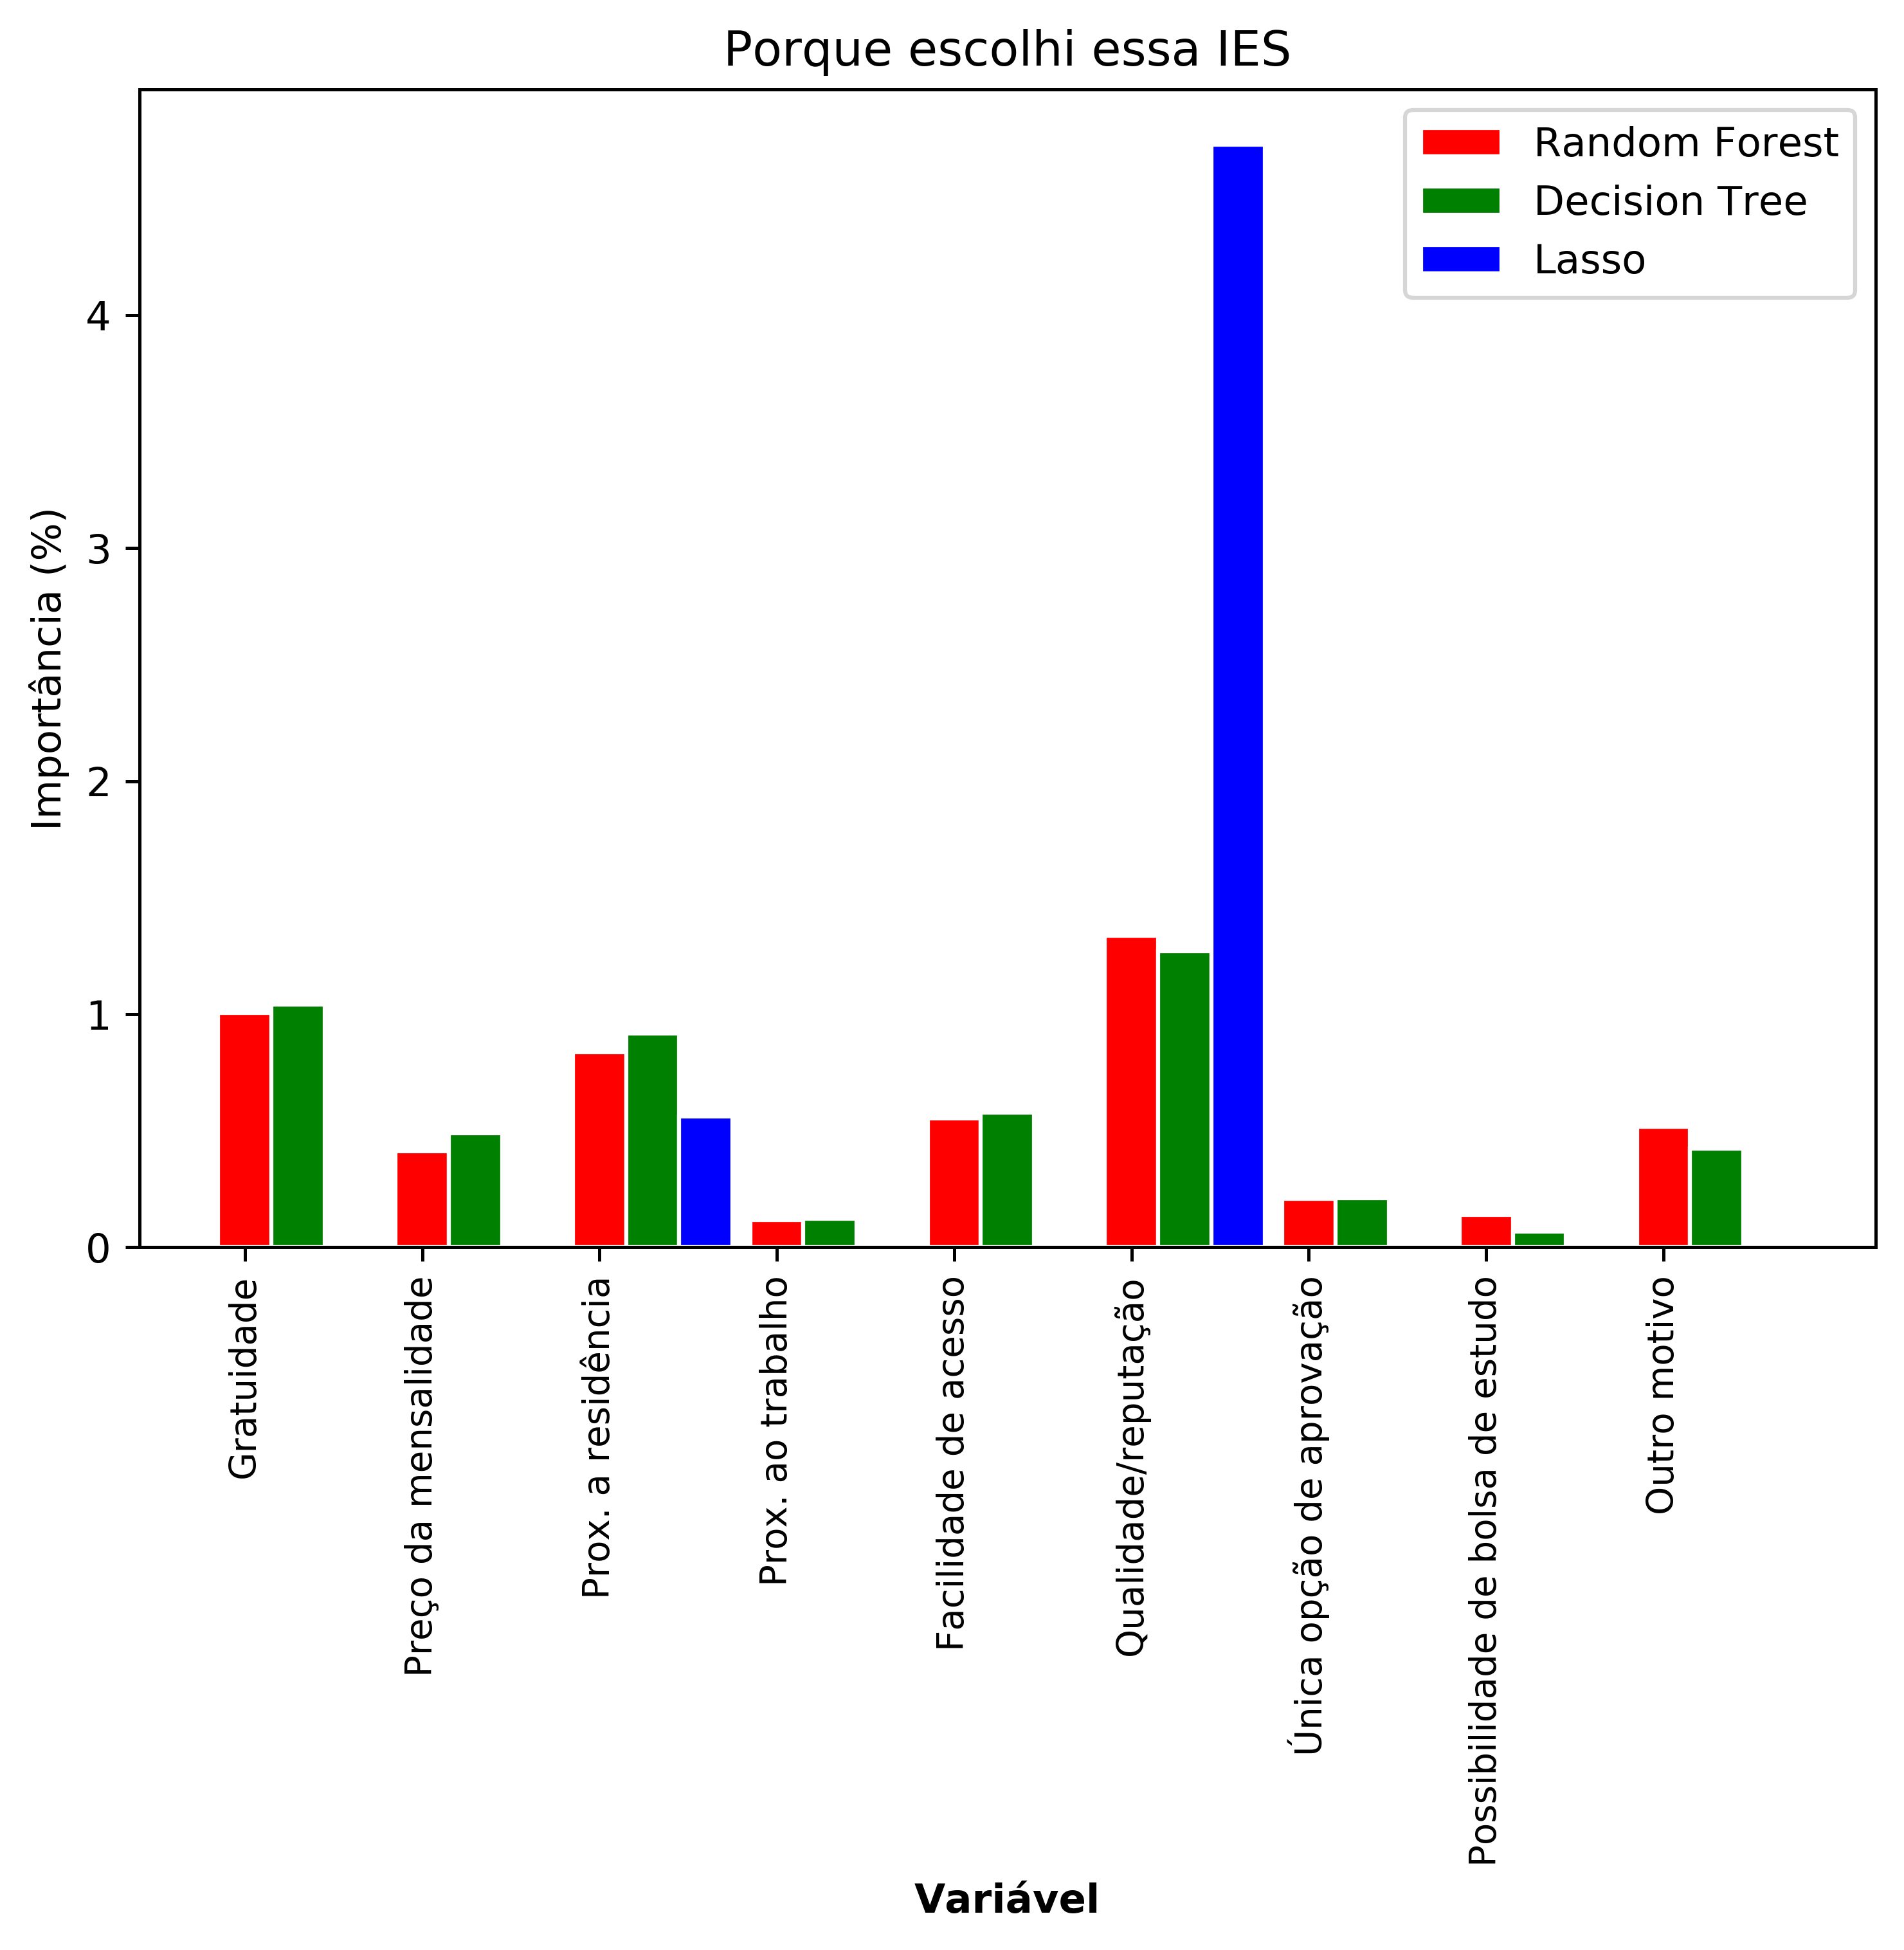 Porque escolhi essa IES
Random Forest
Decision Tree
Lasso
Importância (%)
4
3
2
1
0
Gratuidade
Preço da mensalidade
Prox. a residência
Prox. ao trabalho
Facilidade de acesso
Qualidade/reputação
Única opção de aprovação
Possibilidade de bolsa de estudo
Outro motivo
Variável